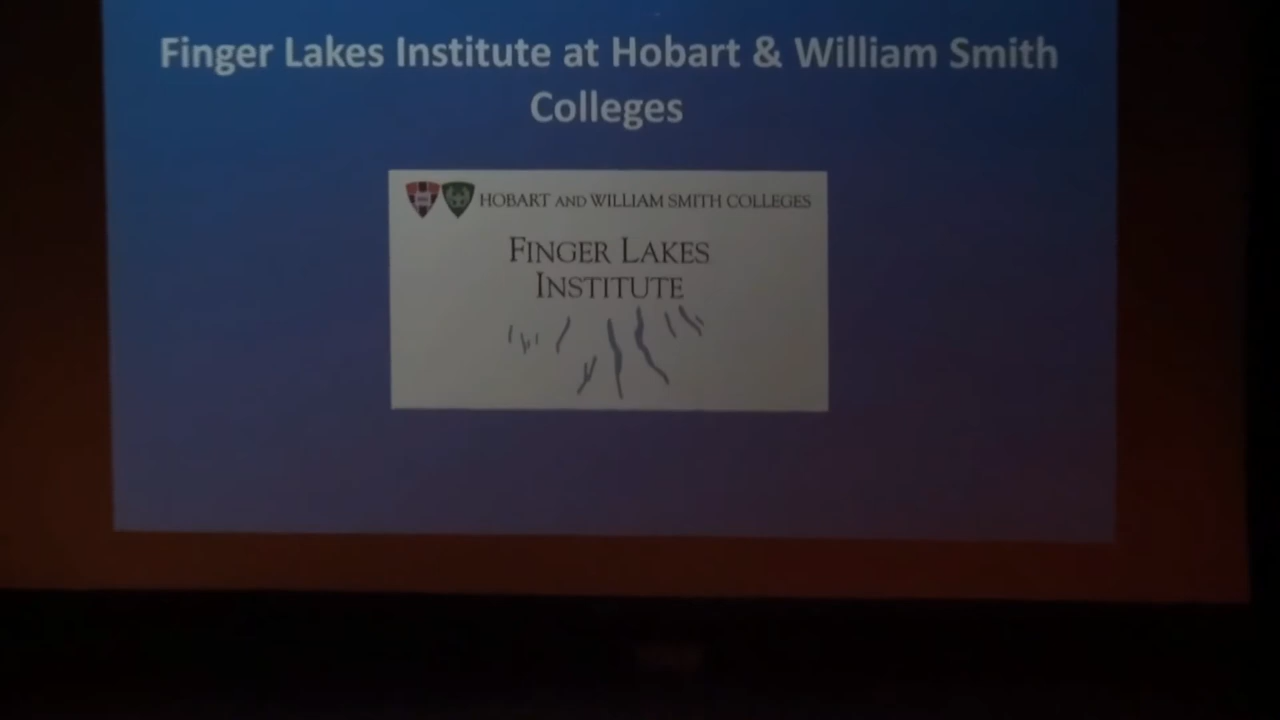 Finger Lakes Institute at Hobart & William Smith
Colleges
HOBART AND WILLIAM SMITH COLLEGES
FINGER LAKES
INSTITUTE